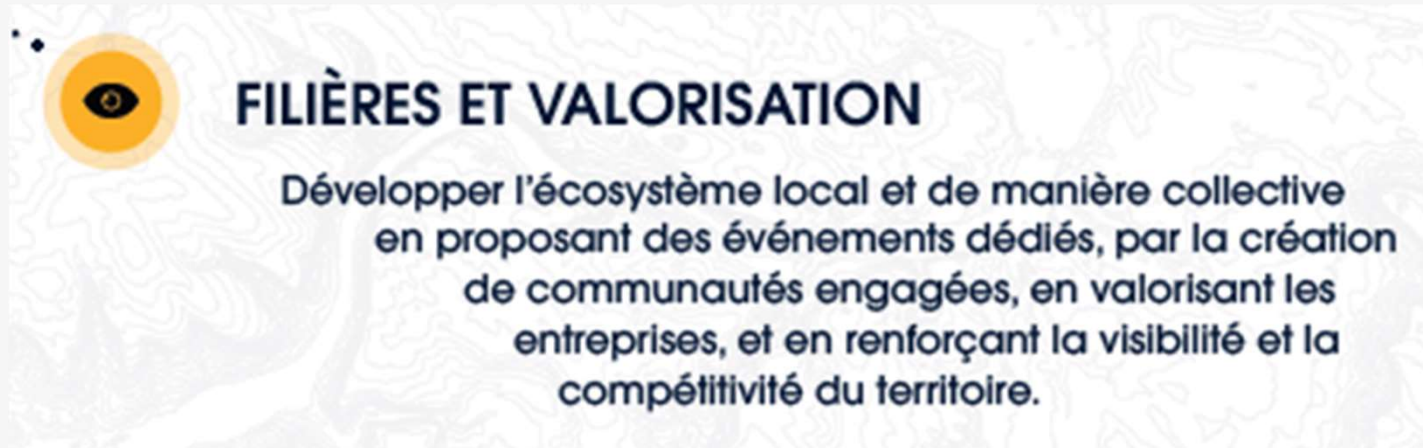 FILIÈRES ET VALORISATION
Développer l’écosystème local et de manière collective
en proposant des événements dédiés, par la création
de communautés engagées, en valorisant les
entreprises, et en renforçant la visibilité et la
compétitivité du territoire.